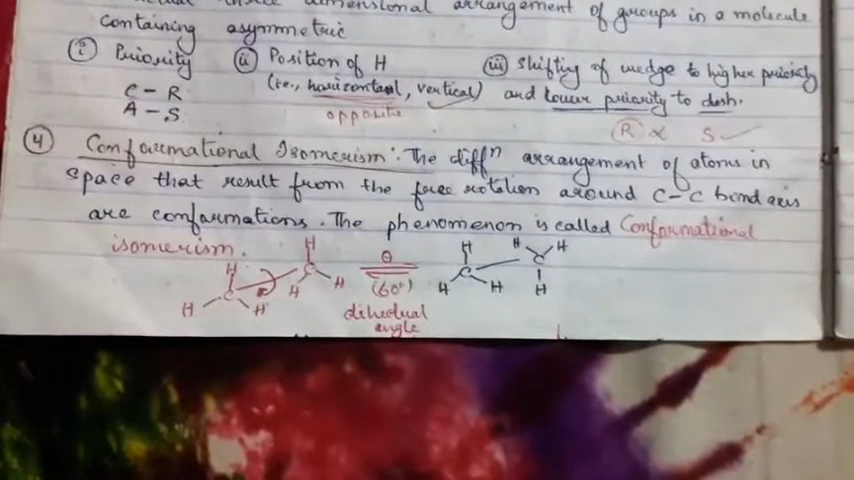 dimensional arrangement of groups in a molecule
containing asymmetric
(i) Priority (ii) Position of H (iii) Shifting of wedge to higher priority
C - R (i.e., horizontal, vertical) and lower priority to dash.
A - S opposite
R × S ✓
(4) Conformational Isomerism : The diffⁿ arrangement of atoms in
space that result from the free rotation around C-C bond axis
are conformations. The phenomenon is called Conformational
isomerism.
H H θ H H H
C C (60°) C C
H H H H H H H
dihedral
angle